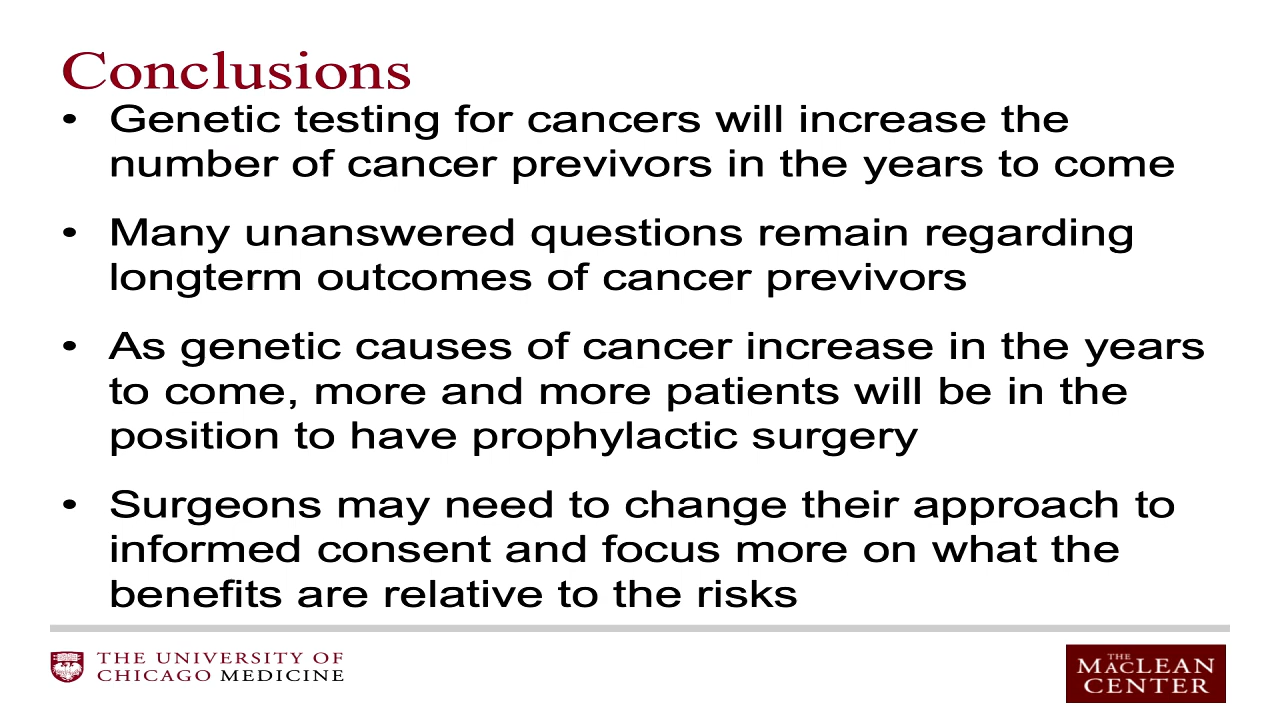 Conclusions
• Genetic testing for cancers will increase the
number of cancer previvors in the years to come
• Many unanswered questions remain regarding
longterm outcomes of cancer previvors
• As genetic causes of cancer increase in the years
to come, more and more patients will be in the
position to have prophylactic surgery
• Surgeons may need to change their approach to
informed consent and focus more on what the
benefits are relative to the risks
THE UNIVERSITY OF
CHICAGO MEDICINE
THE
MACLEAN
CENTER